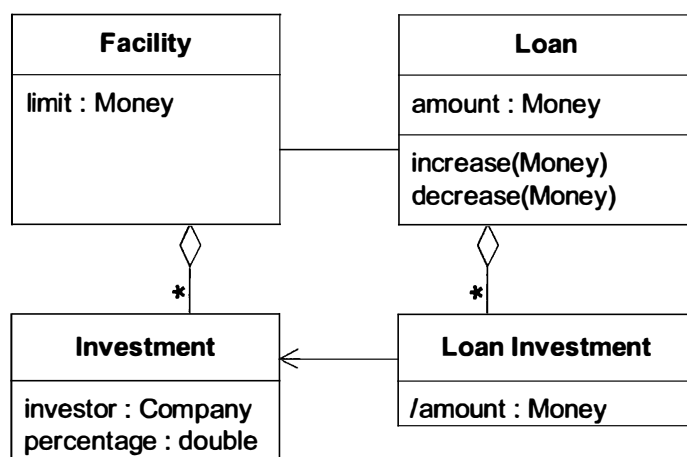 Facility
limit : Money
Loan
amount : Money
increase(Money)
decrease(Money)
*
*
Investment
investor : Company
percentage : double
Loan Investment
/amount : Money